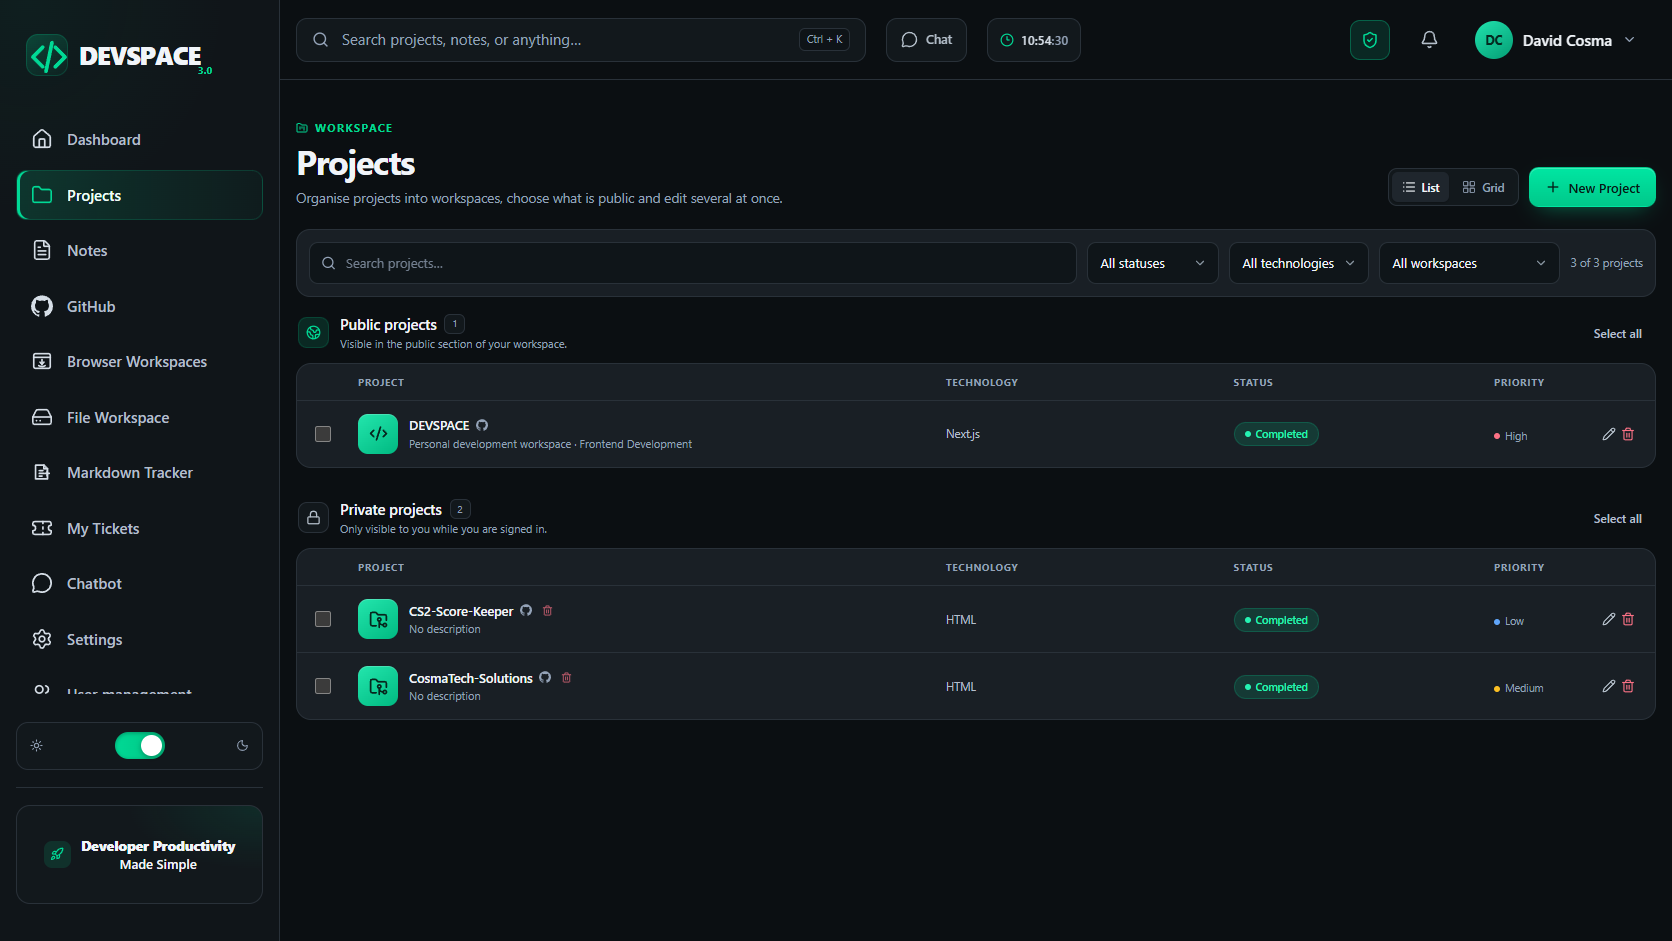 DEVSPACE
3.0
Dashboard
Projects
Notes
GitHub
Browser Workspaces
File Workspace
Markdown Tracker
My Tickets
Chatbot
Settings
User management
Developer Productivity
Made Simple
Search projects, notes, or anything...
Ctrl + K
Chat
10:54:30
DC
David Cosma
WORKSPACE
Projects
Organise projects into workspaces, choose what is public and edit several at once.
List
Grid
New Project
Search projects...
All statuses
All technologies
All workspaces
3 of 3 projects
Public projects 1
Visible in the public section of your workspace.
Select all
PROJECT TECHNOLOGY STATUS PRIORITY
DEVSPACE
Personal development workspace · Frontend Development
Next.js
Completed
High
Private projects 2
Only visible to you while you are signed in.
Select all
PROJECT TECHNOLOGY STATUS PRIORITY
CS2-Score-Keeper
No description
HTML
Completed
Low
CosmaTech-Solutions
No description
HTML
Completed
Medium